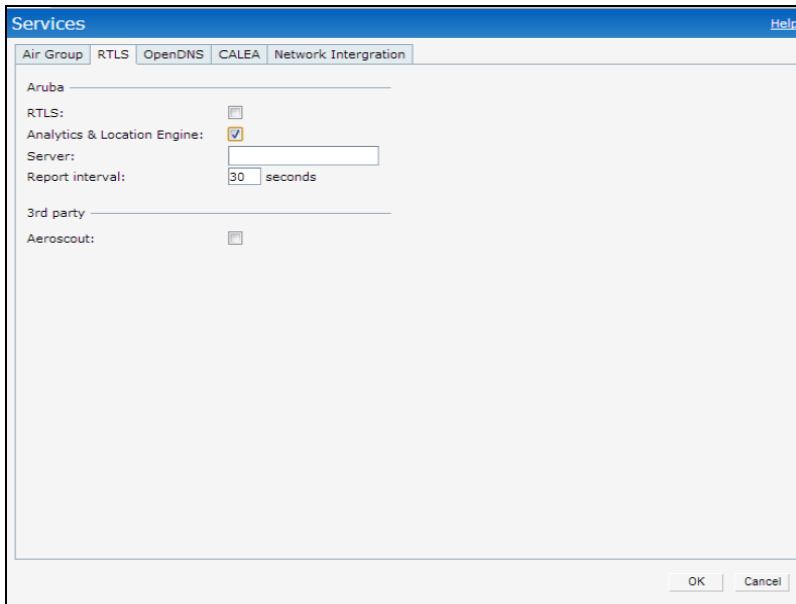 Services Help
Air Group RTLS OpenDNS CALEA Network Intergration
Aruba
RTLS:
Analytics & Location Engine:
Server:
Report interval: 30 seconds
3rd party
Aeroscout:
OK Cancel